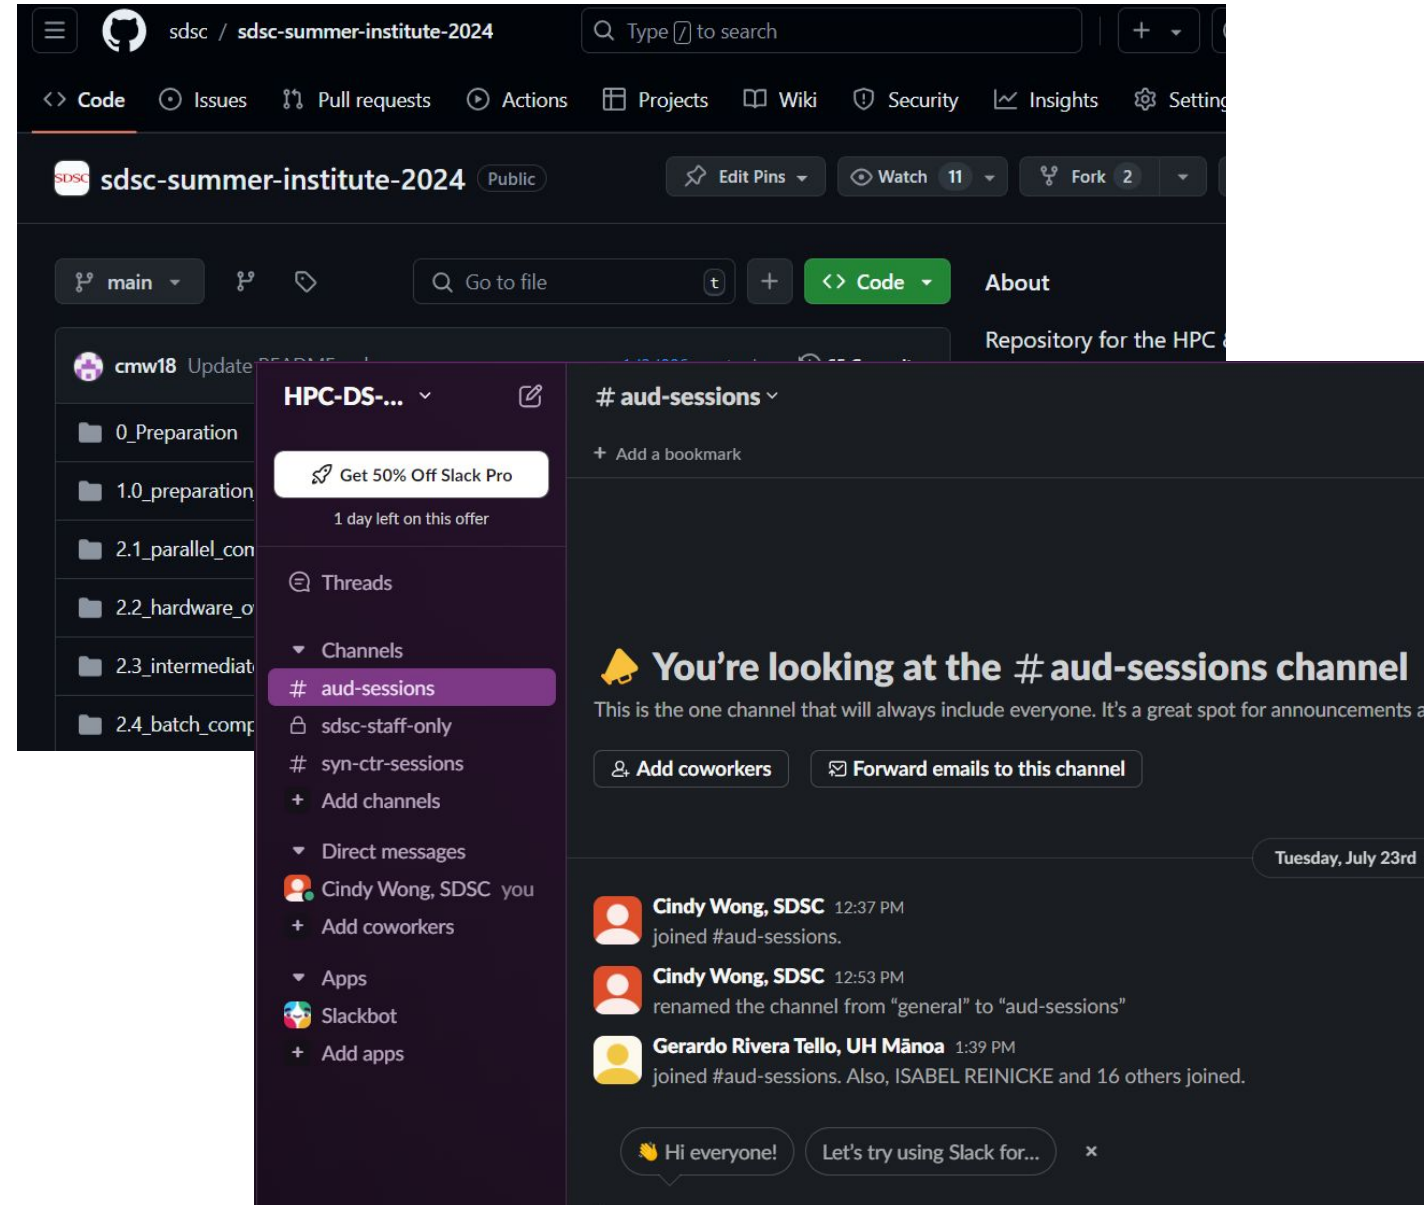 sdsc / sdsc-summer-institute-2024
Type / to search
Code Issues Pull requests Actions Projects Wiki Security Insights
SDSC sdsc-summer-institute-2024 Public Edit Pins Watch 11 Fork 2
main Go to file t + Code About
Repository for the HPC
cmw18 Update
0_Preparation
1.0_preparation_
2.1_parallel_com
2.2_hardware_o
2.3_intermediat
2.4_batch_comp
HPC-DS-...
Get 50% Off Slack Pro
1 day left on this offer
Threads
Channels
# aud-sessions
sdsc-staff-only
# syn-ctr-sessions
+ Add channels
Direct messages
Cindy Wong, SDSC you
+ Add coworkers
Apps
Slackbot
+ Add apps
# aud-sessions
+ Add a bookmark
You’re looking at the # aud-sessions channel
This is the one channel that will always include everyone. It’s a great spot for announcements
Add coworkers Forward emails to this channel
Tuesday, July 23rd
Cindy Wong, SDSC 12:37 PM
joined #aud-sessions.
Cindy Wong, SDSC 12:53 PM
renamed the channel from “general” to “aud-sessions”
Gerardo Rivera Tello, UH Mānoa 1:39 PM
joined #aud-sessions. Also, ISABEL REINICKE and 16 others joined.
👋 Hi everyone! Let’s try using Slack for... ×